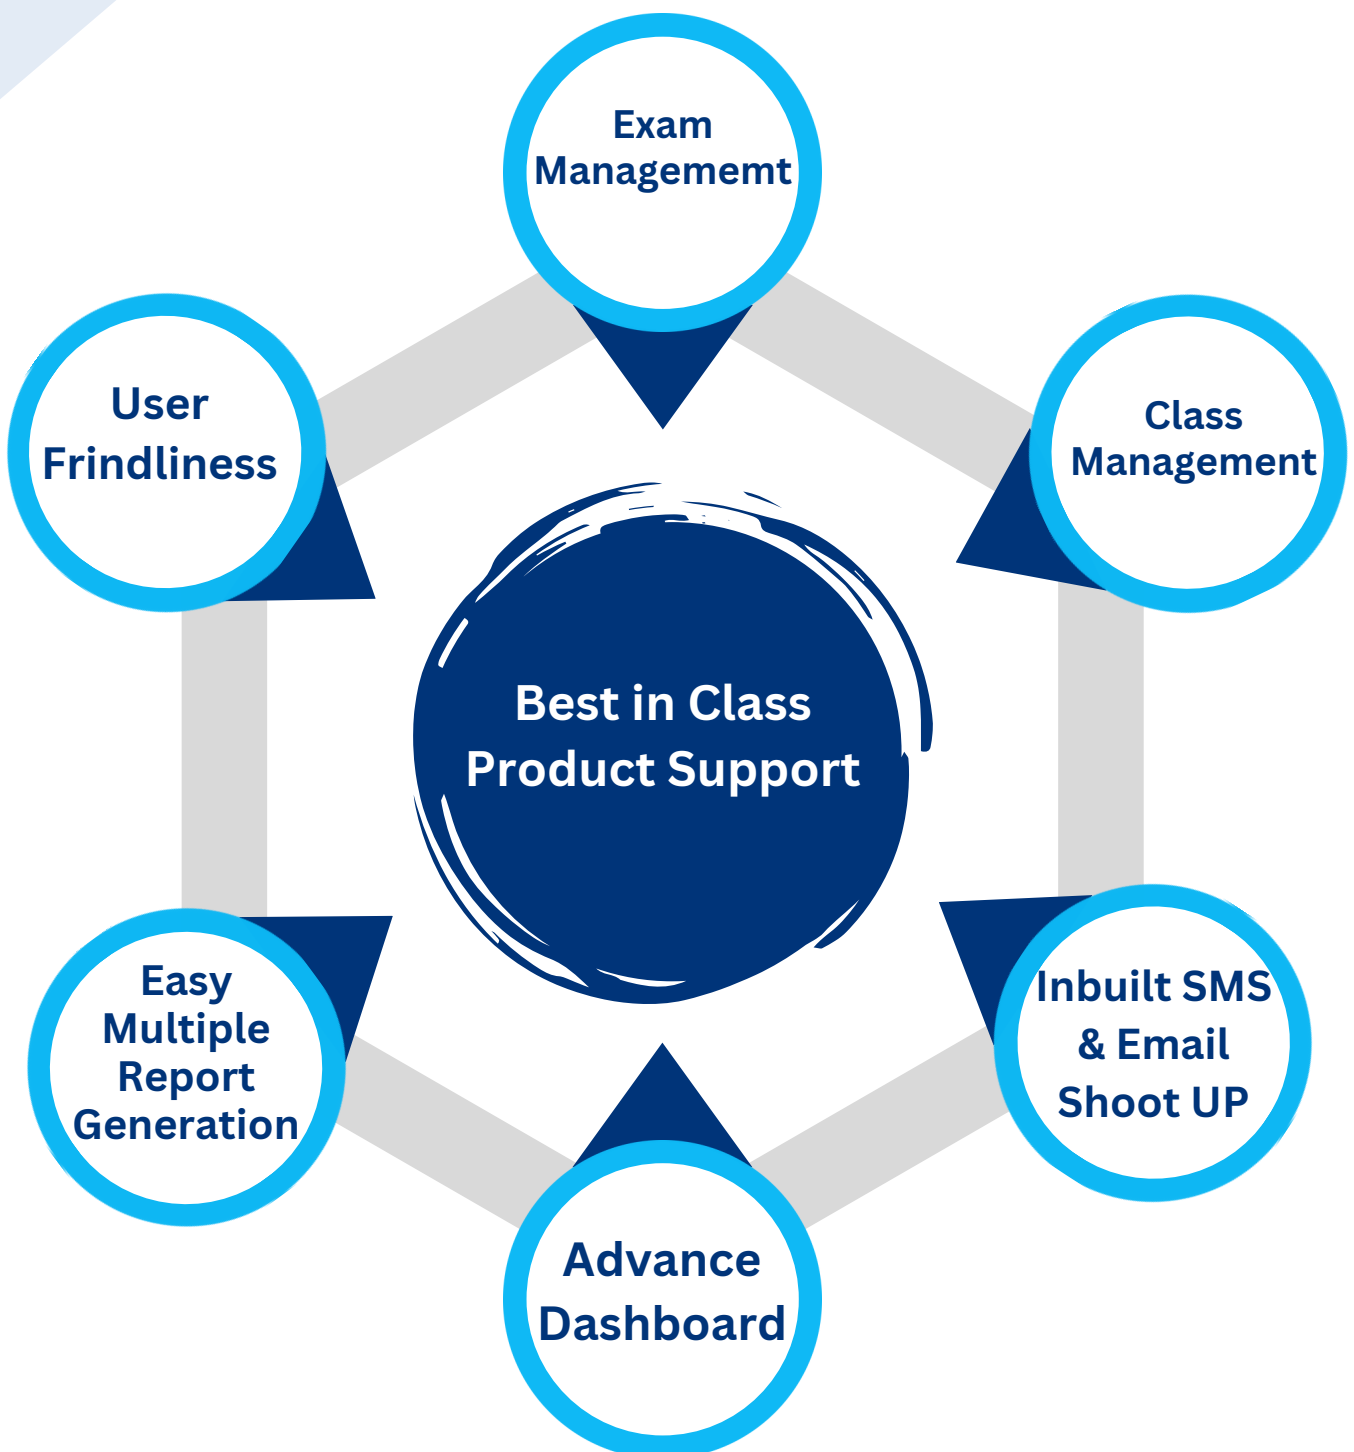 Exam
Managememt
Class
Management
User
Frindliness
Best in Class
Product Support
Easy
Multiple
Report
Generation
Inbuilt SMS
& Email
Shoot UP
Advance
Dashboard